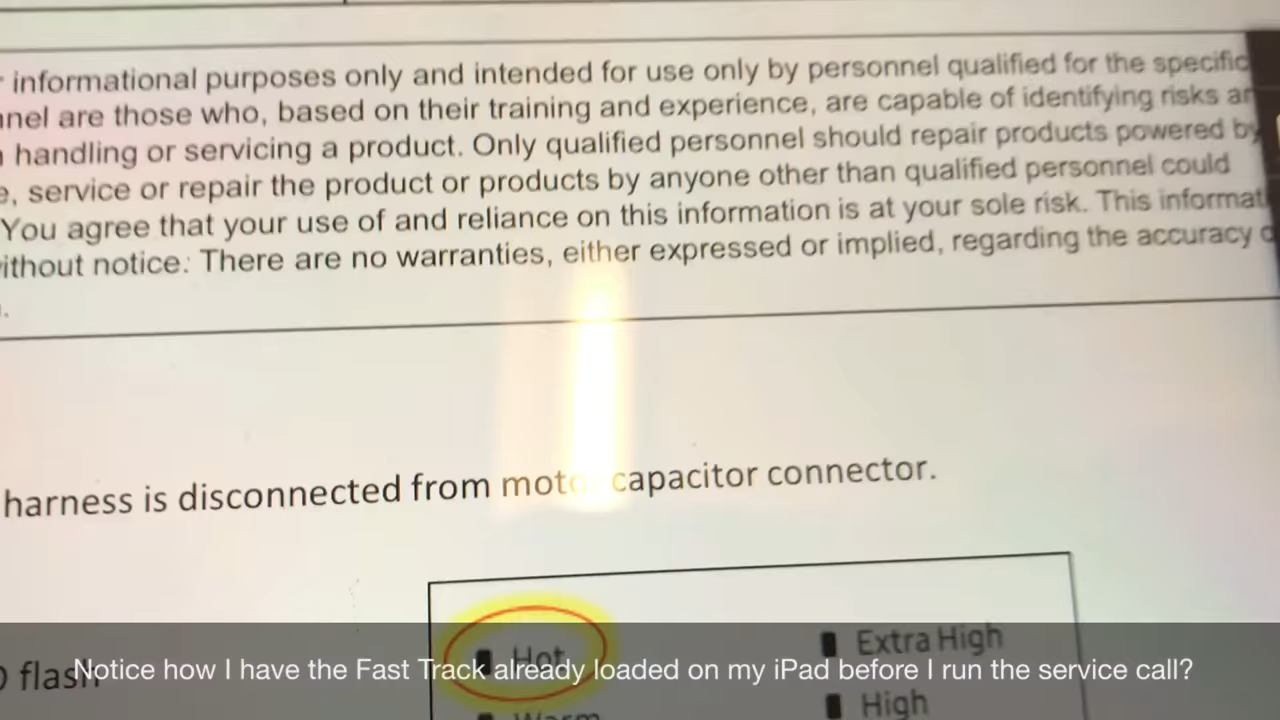 informational purposes only and intended for use only by personnel qualified for the specific
nel are those who, based on their training and experience, are capable of identifying risks
handling or servicing a product. Only qualified personnel should repair products powered by
service or repair the product or products by anyone other than qualified personnel could
You agree that your use of and reliance on this information is at your sole risk. This informat
ithout notice. There are no warranties, either expressed or implied, regarding the accuracy
harness is disconnected from motor capacitor connector.
Hot Extra High
flash
Notice how I have the Fast Track already loaded on my iPad before I run the service call?
Warm High